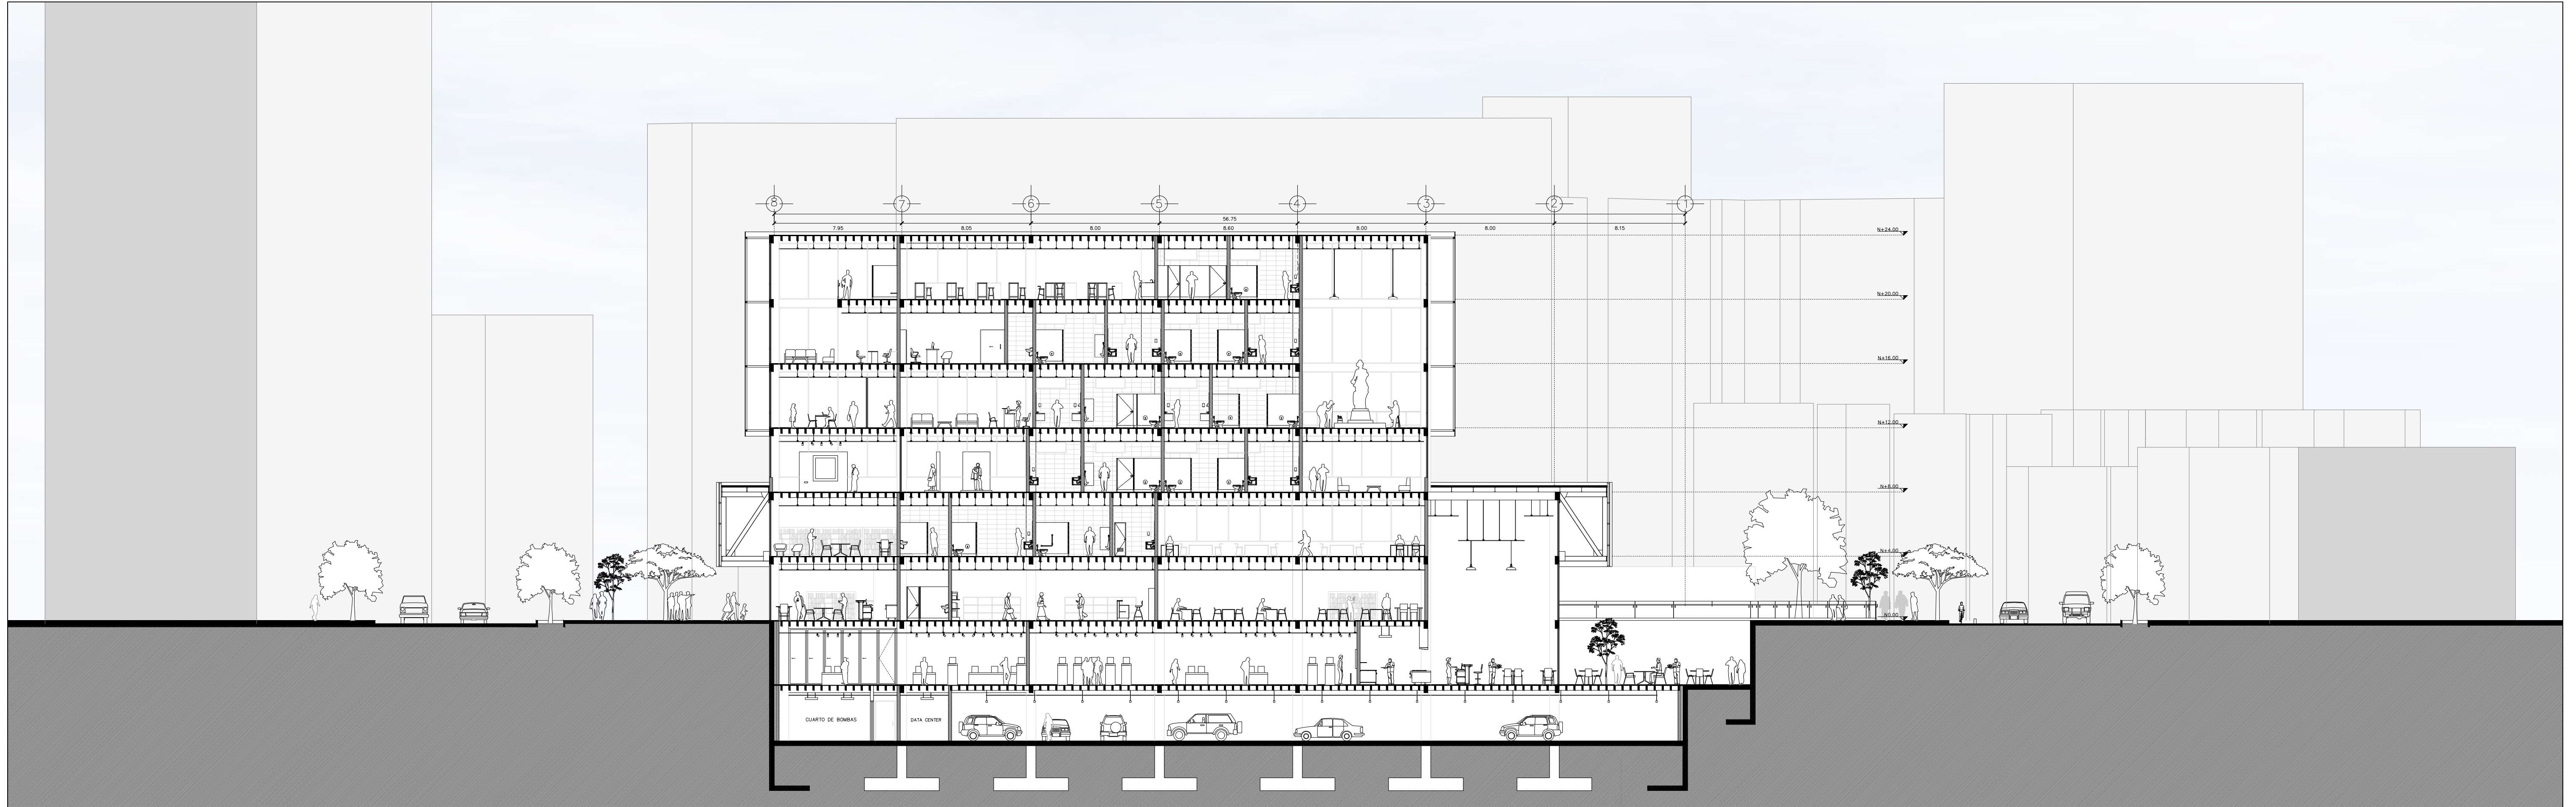 8 7 6 5 4 3 2 1
56.75
7.95 8.05 8.00 8.60 8.00 8.00 8.15
N+24.00
N+20.00
N+16.00
N+12.00
N+8.00
N+4.00
N0.00
CUARTO DE BOMBAS DATA CENTER